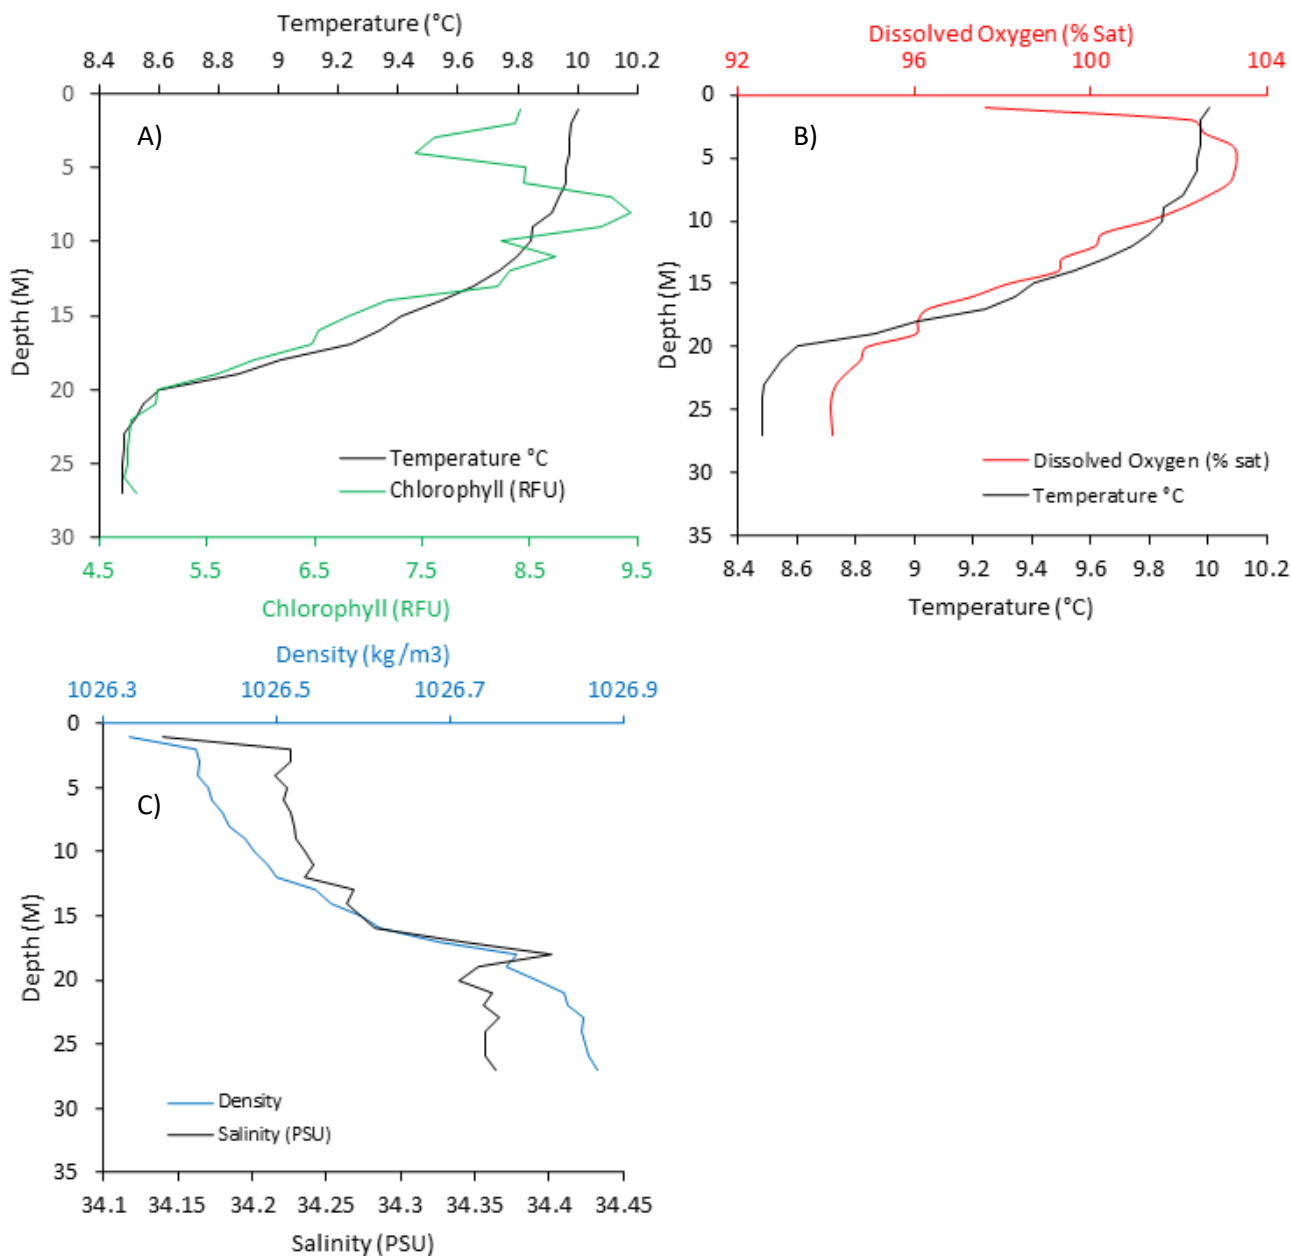 Temperature (°C)
8.4 8.6 8.8 9 9.2 9.4 9.6 9.8 10 10.2
0
5
10
15
20
25
30
Depth (M)
A)
Temperature °C
Chlorophyll (RFU)
4.5 5.5 6.5 7.5 8.5 9.5
Chlorophyll (RFU)
Dissolved Oxygen (% Sat)
92 96 100 104
0
5
10
15
20
25
30
35
Depth (M)
B)
Dissolved Oxygen (% sat)
Temperature °C
8.4 8.6 8.8 9 9.2 9.4 9.6 9.8 10 10.2
Temperature (°C)
Density (kg/m3)
1026.3 1026.5 1026.7 1026.9
0
5
10
15
20
25
30
35
Depth (M)
C)
Density
Salinity (PSU)
34.1 34.15 34.2 34.25 34.3 34.35 34.4 34.45
Salinity (PSU)